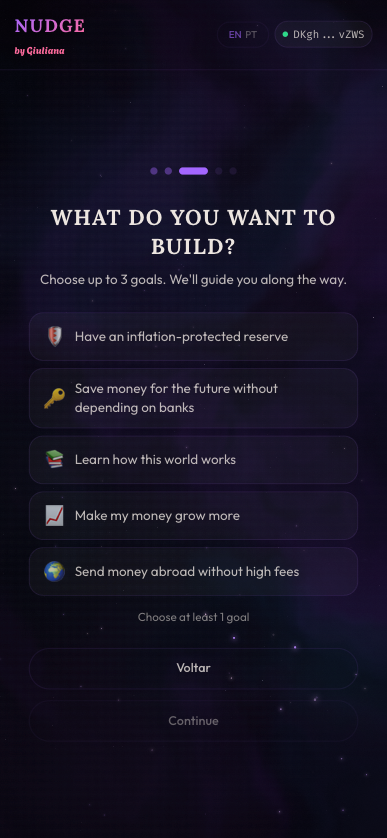 NUDGE
by Giuliana
EN PT
DKgh...vZWS
WHAT DO YOU WANT TO
BUILD?
Choose up to 3 goals. We'll guide you along the way.
Have an inflation-protected reserve
Save money for the future without
depending on banks
Learn how this world works
Make my money grow more
Send money abroad without high fees
Choose at least 1 goal
Voltar
Continue